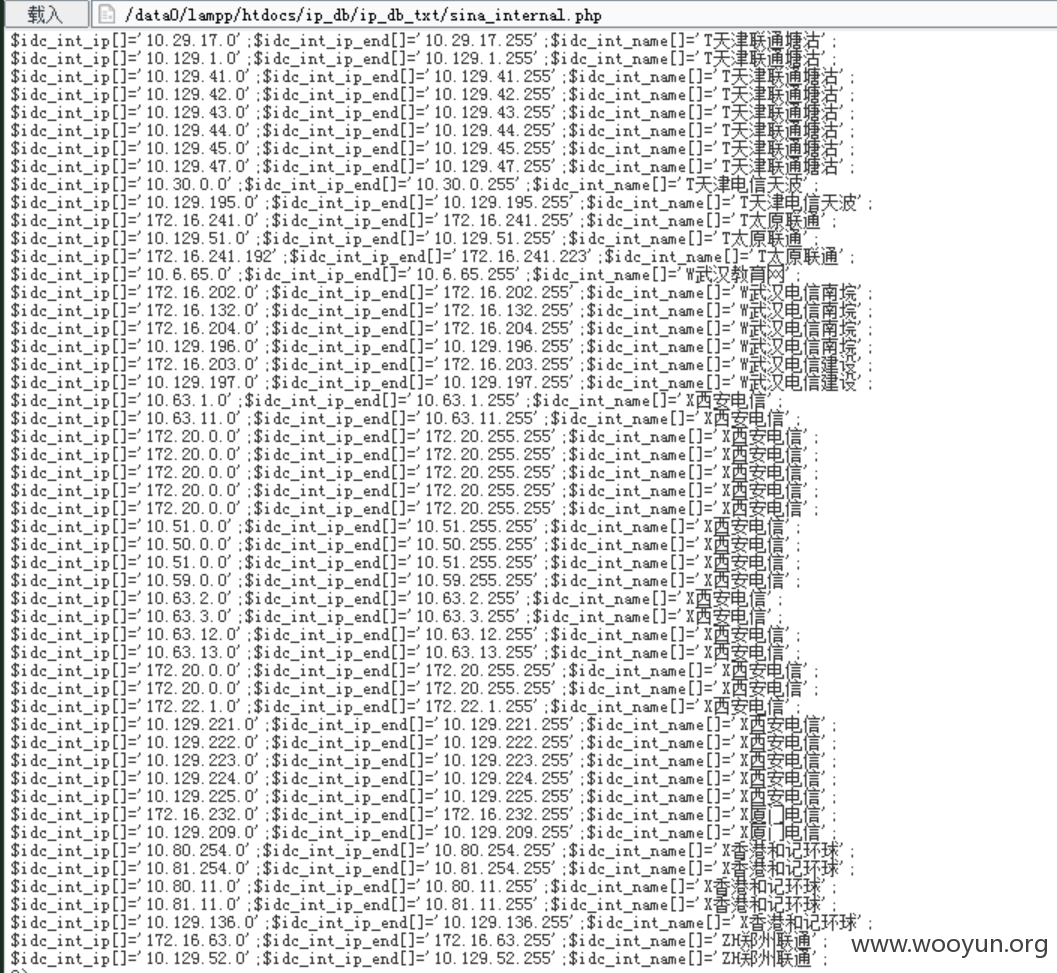 载入 /data0/lampp/htdocs/ip_db/ip_db_txt/sina_internal.php
$idc_int_ip[]='10.29.17.0';$idc_int_ip_end[]='10.29.17.255';$idc_int_name[]='T天津联通塘沽';
$idc_int_ip[]='10.129.1.0';$idc_int_ip_end[]='10.129.1.255';$idc_int_name[]='T天津联通塘沽';
$idc_int_ip[]='10.129.41.0';$idc_int_ip_end[]='10.129.41.255';$idc_int_name[]='T天津联通塘沽';
$idc_int_ip[]='10.129.42.0';$idc_int_ip_end[]='10.129.42.255';$idc_int_name[]='T天津联通塘沽';
$idc_int_ip[]='10.129.43.0';$idc_int_ip_end[]='10.129.43.255';$idc_int_name[]='T天津联通塘沽';
$idc_int_ip[]='10.129.44.0';$idc_int_ip_end[]='10.129.44.255';$idc_int_name[]='T天津联通塘沽';
$idc_int_ip[]='10.129.45.0';$idc_int_ip_end[]='10.129.45.255';$idc_int_name[]='T天津联通塘沽';
$idc_int_ip[]='10.129.47.0';$idc_int_ip_end[]='10.129.47.255';$idc_int_name[]='T天津联通塘沽';
$idc_int_ip[]='10.30.0.0';$idc_int_ip_end[]='10.30.0.255';$idc_int_name[]='T天津电信天波';
$idc_int_ip[]='10.129.195.0';$idc_int_ip_end[]='10.129.195.255';$idc_int_name[]='T天津电信天波';
$idc_int_ip[]='172.16.241.0';$idc_int_ip_end[]='172.16.241.255';$idc_int_name[]='T太原联通';
$idc_int_ip[]='10.129.51.0';$idc_int_ip_end[]='10.129.51.255';$idc_int_name[]='T太原联通';
$idc_int_ip[]='172.16.241.192';$idc_int_ip_end[]='172.16.241.223';$idc_int_name[]='T太原联通';
$idc_int_ip[]='10.6.65.0';$idc_int_ip_end[]='10.6.65.255';$idc_int_name[]='W武汉教育网';
$idc_int_ip[]='172.16.202.0';$idc_int_ip_end[]='172.16.202.255';$idc_int_name[]='W武汉电信南垸';
$idc_int_ip[]='172.16.132.0';$idc_int_ip_end[]='172.16.132.255';$idc_int_name[]='W武汉电信南垸';
$idc_int_ip[]='172.16.204.0';$idc_int_ip_end[]='172.16.204.255';$idc_int_name[]='W武汉电信南垸';
$idc_int_ip[]='10.129.196.0';$idc_int_ip_end[]='10.129.196.255';$idc_int_name[]='W武汉电信南垸';
$idc_int_ip[]='172.16.203.0';$idc_int_ip_end[]='172.16.203.255';$idc_int_name[]='W武汉电信建设';
$idc_int_ip[]='10.129.197.0';$idc_int_ip_end[]='10.129.197.255';$idc_int_name[]='W武汉电信建设';
$idc_int_ip[]='10.63.1.0';$idc_int_ip_end[]='10.63.1.255';$idc_int_name[]='X西安电信';
$idc_int_ip[]='10.63.11.0';$idc_int_ip_end[]='10.63.11.255';$idc_int_name[]='X西安电信';
$idc_int_ip[]='172.20.0.0';$idc_int_ip_end[]='172.20.255.255';$idc_int_name[]='X西安电信';
$idc_int_ip[]='172.20.0.0';$idc_int_ip_end[]='172.20.255.255';$idc_int_name[]='X西安电信';
$idc_int_ip[]='172.20.0.0';$idc_int_ip_end[]='172.20.255.255';$idc_int_name[]='X西安电信';
$idc_int_ip[]='172.20.0.0';$idc_int_ip_end[]='172.20.255.255';$idc_int_name[]='X西安电信';
$idc_int_ip[]='172.20.0.0';$idc_int_ip_end[]='172.20.255.255';$idc_int_name[]='X西安电信';
$idc_int_ip[]='10.51.0.0';$idc_int_ip_end[]='10.51.255.255';$idc_int_name[]='X西安电信';
$idc_int_ip[]='10.50.0.0';$idc_int_ip_end[]='10.50.255.255';$idc_int_name[]='X西安电信';
$idc_int_ip[]='10.51.0.0';$idc_int_ip_end[]='10.51.255.255';$idc_int_name[]='X西安电信';
$idc_int_ip[]='10.59.0.0';$idc_int_ip_end[]='10.59.255.255';$idc_int_name[]='X西安电信';
$idc_int_ip[]='10.63.2.0';$idc_int_ip_end[]='10.63.2.255';$idc_int_name[]='X西安电信';
$idc_int_ip[]='10.63.3.0';$idc_int_ip_end[]='10.63.3.255';$idc_int_name[]='X西安电信';
$idc_int_ip[]='10.63.12.0';$idc_int_ip_end[]='10.63.12.255';$idc_int_name[]='X西安电信';
$idc_int_ip[]='10.63.13.0';$idc_int_ip_end[]='10.63.13.255';$idc_int_name[]='X西安电信';
$idc_int_ip[]='172.20.0.0';$idc_int_ip_end[]='172.20.255.255';$idc_int_name[]='X西安电信';
$idc_int_ip[]='172.20.0.0';$idc_int_ip_end[]='172.20.255.255';$idc_int_name[]='X西安电信';
$idc_int_ip[]='172.22.1.0';$idc_int_ip_end[]='172.22.1.255';$idc_int_name[]='X西安电信';
$idc_int_ip[]='10.129.221.0';$idc_int_ip_end[]='10.129.221.255';$idc_int_name[]='X西安电信';
$idc_int_ip[]='10.129.222.0';$idc_int_ip_end[]='10.129.222.255';$idc_int_name[]='X西安电信';
$idc_int_ip[]='10.129.223.0';$idc_int_ip_end[]='10.129.223.255';$idc_int_name[]='X西安电信';
$idc_int_ip[]='10.129.224.0';$idc_int_ip_end[]='10.129.224.255';$idc_int_name[]='X西安电信';
$idc_int_ip[]='10.129.225.0';$idc_int_ip_end[]='10.129.225.255';$idc_int_name[]='X西安电信';
$idc_int_ip[]='172.16.232.0';$idc_int_ip_end[]='172.16.232.255';$idc_int_name[]='X厦门电信';
$idc_int_ip[]='10.129.209.0';$idc_int_ip_end[]='10.129.209.255';$idc_int_name[]='X厦门电信';
$idc_int_ip[]='10.80.254.0';$idc_int_ip_end[]='10.80.254.255';$idc_int_name[]='X香港和记环球';
$idc_int_ip[]='10.81.254.0';$idc_int_ip_end[]='10.81.254.255';$idc_int_name[]='X香港和记环球';
$idc_int_ip[]='10.80.11.0';$idc_int_ip_end[]='10.80.11.255';$idc_int_name[]='X香港和记环球';
$idc_int_ip[]='10.81.11.0';$idc_int_ip_end[]='10.81.11.255';$idc_int_name[]='X香港和记环球';
$idc_int_ip[]='10.129.136.0';$idc_int_ip_end[]='10.129.136.255';$idc_int_name[]='X香港和记环球';
$idc_int_ip[]='172.16.63.0';$idc_int_ip_end[]='172.16.63.255';$idc_int_name[]='ZH郑州联通';
$idc_int_ip[]='10.129.52.0';$idc_int_ip_end[]='10.129.52.255';$idc_int_name[]='ZH郑州联通';
www.wooyun.org